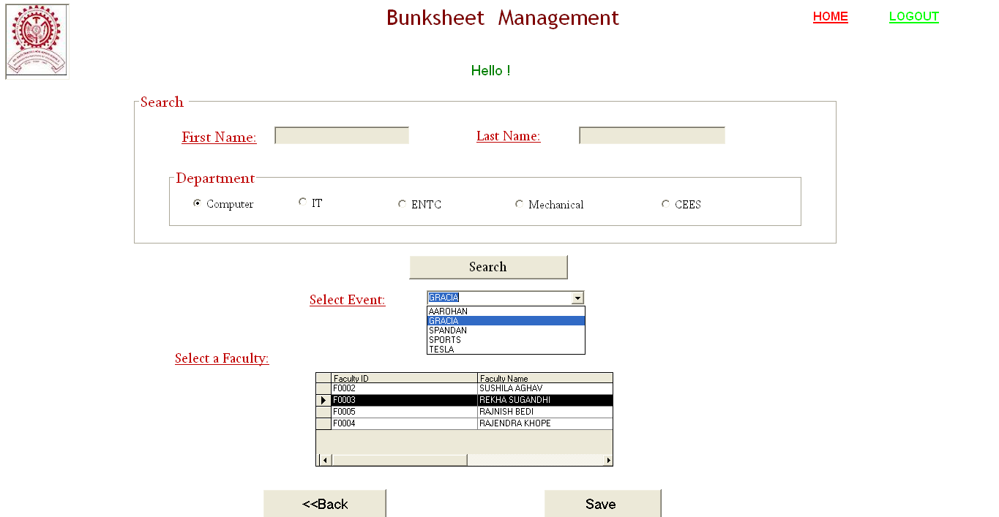 Bunksheet Management
HOME LOGOUT
Hello !
Search
First Name: Last Name:
Department
Computer IT ENTC Mechanical CEES
Search
Select Event: GRACIA
AAROHAN
GRACIA
SPANDAN
SPORTS
TESLA
Select a Faculty:
Faculty ID Faculty Name
F0002 SUSHILA AGHAV
F0003 REKHA SUGANDHI
F0005 RAJNISH BEDI
F0004 RAJENDRA KHOPE
<<Back Save